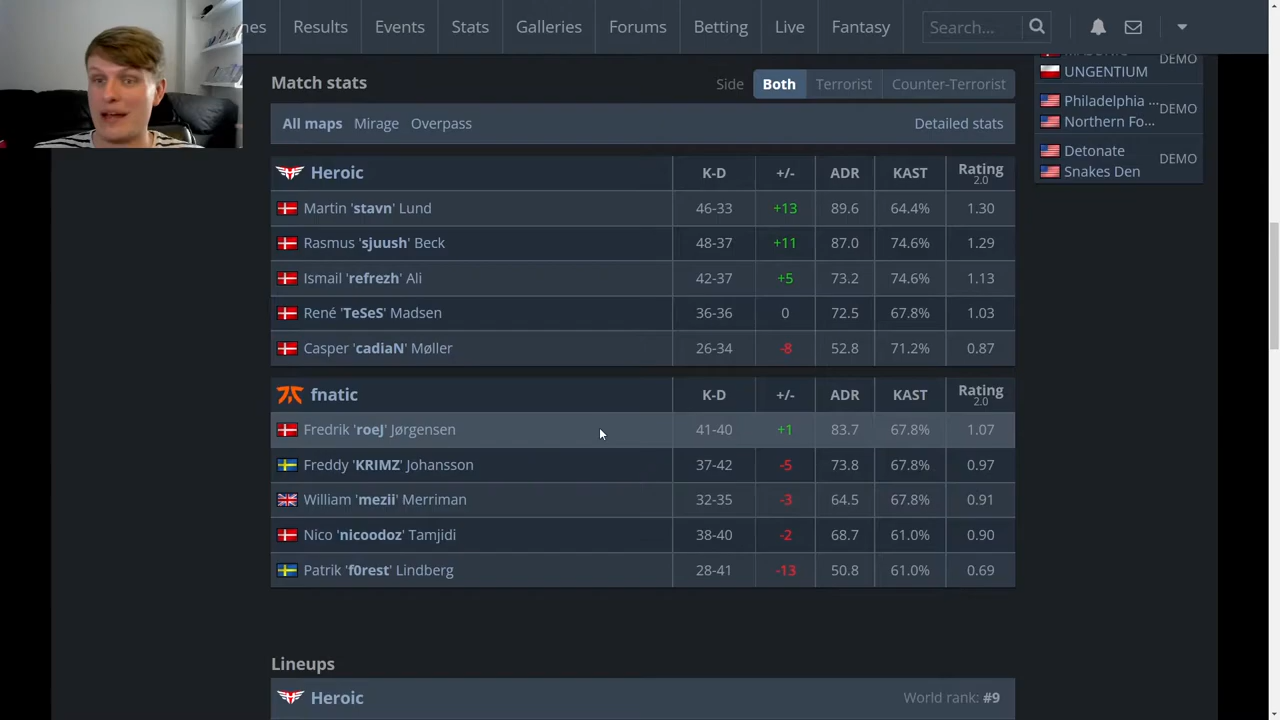 nes Results Events Stats Galleries Forums Betting Live Fantasy Search...
Match stats Side Both Terrorist Counter-Terrorist
All maps Mirage Overpass Detailed stats
Heroic K-D +/- ADR KAST Rating 2.0
Martin 'stavn' Lund 46-33 +13 89.6 64.4% 1.30
Rasmus 'sjuush' Beck 48-37 +11 87.0 74.6% 1.29
Ismail 'refrezh' Ali 42-37 +5 73.2 74.6% 1.13
René 'TeSeS' Madsen 36-36 0 72.5 67.8% 1.03
Casper 'cadiaN' Møller 26-34 -8 52.8 71.2% 0.87
fnatic K-D +/- ADR KAST Rating 2.0
Fredrik 'roeJ' Jørgensen 41-40 +1 83.7 67.8% 1.07
Freddy 'KRIMZ' Johansson 37-42 -5 73.8 67.8% 0.97
William 'mezii' Merriman 32-35 -3 64.5 67.8% 0.91
Nico 'nicoodoz' Tamjidi 38-40 -2 68.7 61.0% 0.90
Patrik 'f0rest' Lindberg 28-41 -13 50.8 61.0% 0.69
Lineups
Heroic World rank: #9
DEMO
UNGENTIUM
Philadelphia ... DEMO
Northern Fo...
Detonate DEMO
Snakes Den